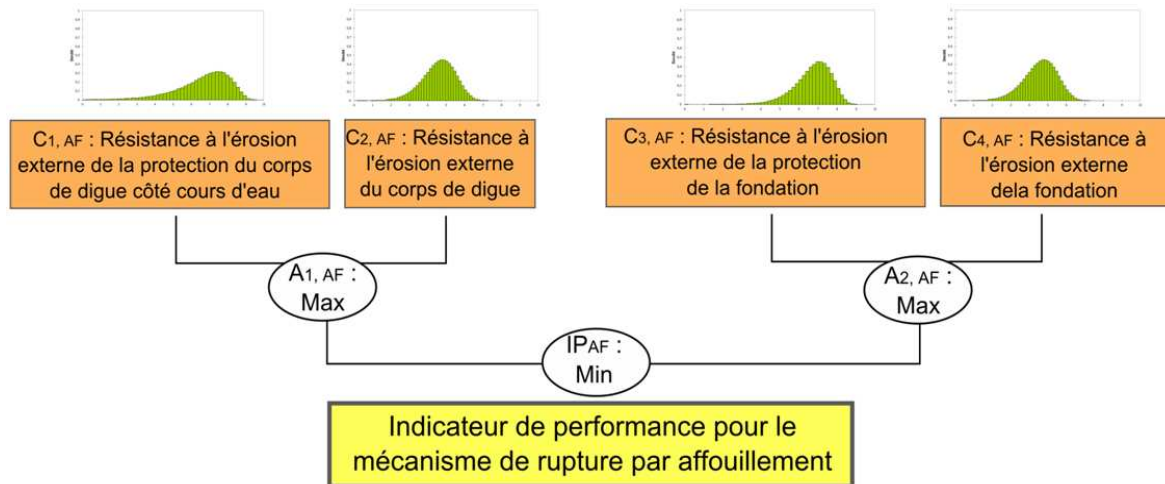 C1, AF : Résistance à l'érosion
externe de la protection du corps
de digue côté cours d'eau
C2, AF : Résistance à
l'érosion externe
du corps de digue
C3, AF : Résistance à l'érosion
externe de la protection
de la fondation
C4, AF : Résistance à
l'érosion externe
dela fondation
A1, AF :
Max
A2, AF :
Max
IPAF :
Min
Indicateur de performance pour le
mécanisme de rupture par affouillement